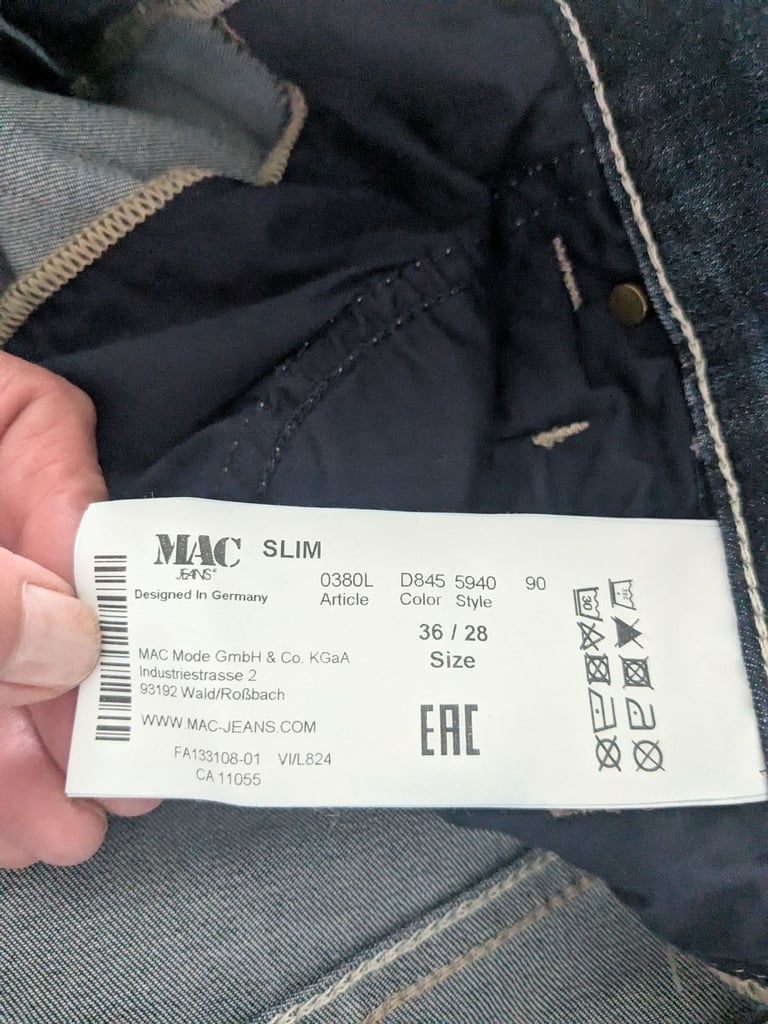 MAC
JEANS®
SLIM
Designed In Germany
0380L D845 5940 90
Article Color Style
36 / 28
Size
MAC Mode GmbH & Co. KGaA
Industriestrasse 2
93192 Wald/Roßbach
WWW.MAC-JEANS.COM
FA133108-01 VI/L824
CA 11055
EAC
30